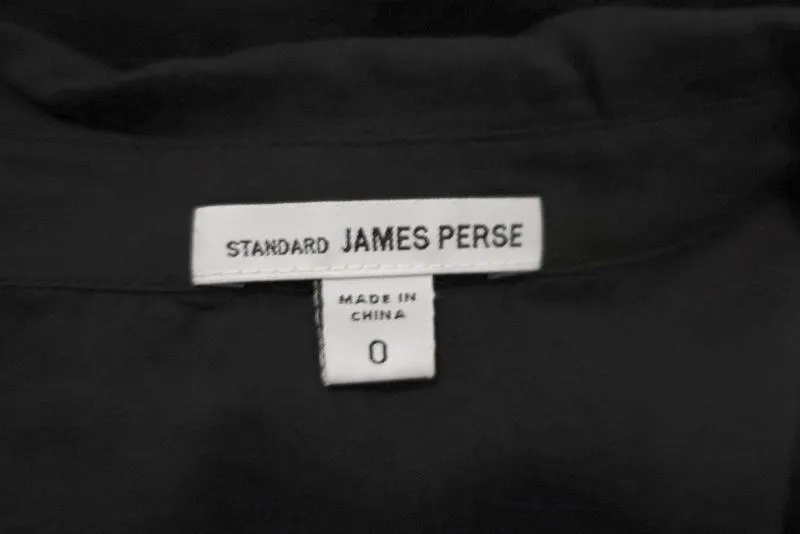 STANDARD JAMES PERSE
MADE IN
CHINA
0